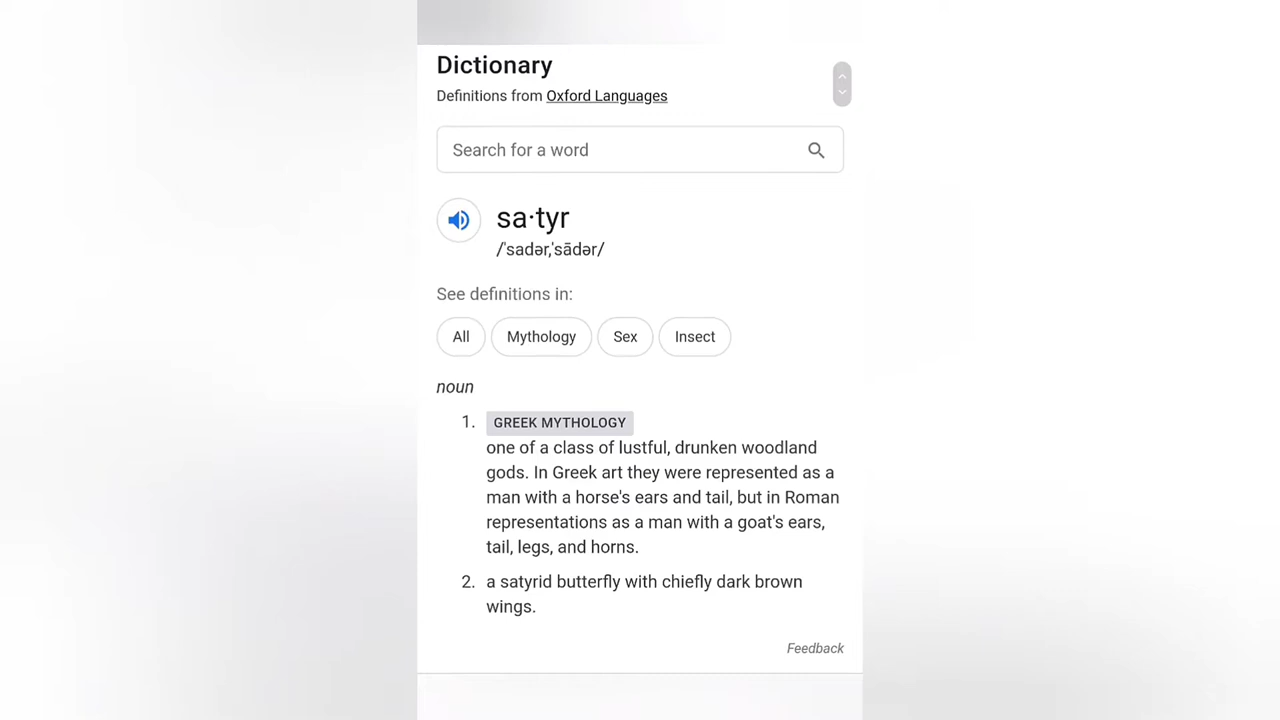 Dictionary
Definitions from Oxford Languages
Search for a word
sa·tyr
/ˈsadər,ˈsādər/
See definitions in:
All Mythology Sex Insect
noun
1. GREEK MYTHOLOGY
one of a class of lustful, drunken woodland
gods. In Greek art they were represented as a
man with a horse's ears and tail, but in Roman
representations as a man with a goat's ears,
tail, legs, and horns.
2. a satyrid butterfly with chiefly dark brown
wings.
Feedback